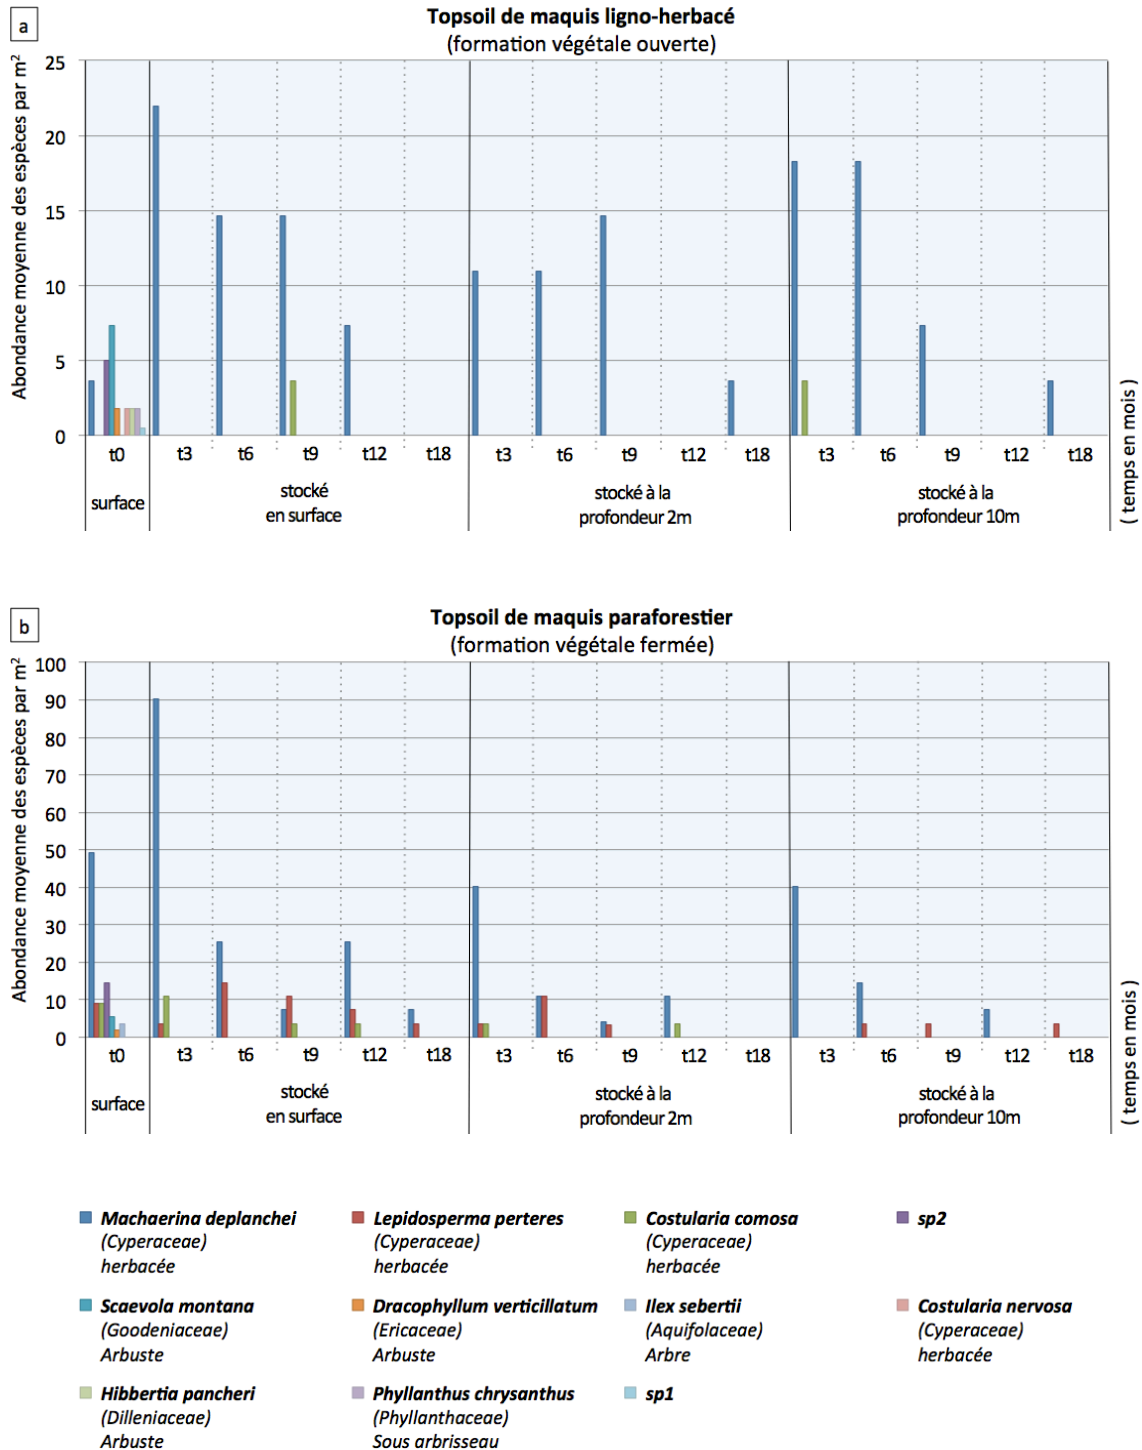 a
Topsoil de maquis ligno-herbacé
(formation végétale ouverte)
Abondance moyenne des espèces par m²
25
20
15
10
5
0
t0 t3 t6 t9 t12 t18 t3 t6 t9 t12 t18 t3 t6 t9 t12 t18
surface
stocké
en surface
stocké à la
profondeur 2m
stocké à la
profondeur 10m
( temps en mois )
b
Topsoil de maquis paraforestier
(formation végétale fermée)
Abondance moyenne des espèces par m²
100
90
80
70
60
50
40
30
20
10
0
t0 t3 t6 t9 t12 t18 t3 t6 t9 t12 t18 t3 t6 t9 t12 t18
surface
stocké
en surface
stocké à la
profondeur 2m
stocké à la
profondeur 10m
( temps en mois )
Machaerina deplanchei
(Cyperaceae)
herbacée
Lepidosperma perteres
(Cyperaceae)
herbacée
Costularia comosa
(Cyperaceae)
herbacée
sp2
Scaevola montana
(Goodeniaceae)
Arbuste
Dracophyllum verticillatum
(Ericaceae)
Arbuste
Ilex sebertii
(Aquifolaceae)
Arbre
Costularia nervosa
(Cyperaceae)
herbacée
Hibbertia pancheri
(Dilleniaceae)
Arbuste
Phyllanthus chrysanthus
(Phyllanthaceae)
Sous arbrisseau
sp1